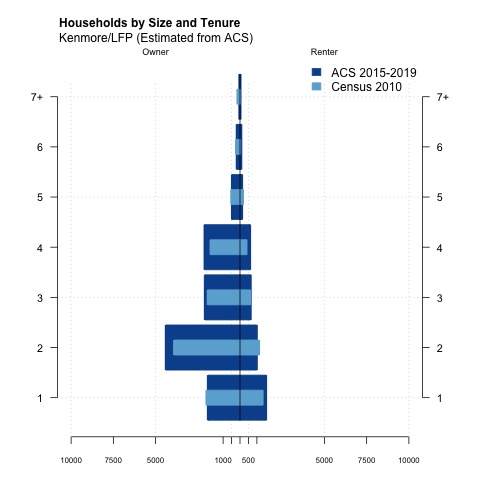 Households by Size and Tenure
Kenmore/LFP (Estimated from ACS)
Owner Renter
ACS 2015-2019
Census 2010
7+ 7+
6 6
5 5
4 4
3 3
2 2
1 1
10000 7500 5000 1000 500 5000 7500 10000